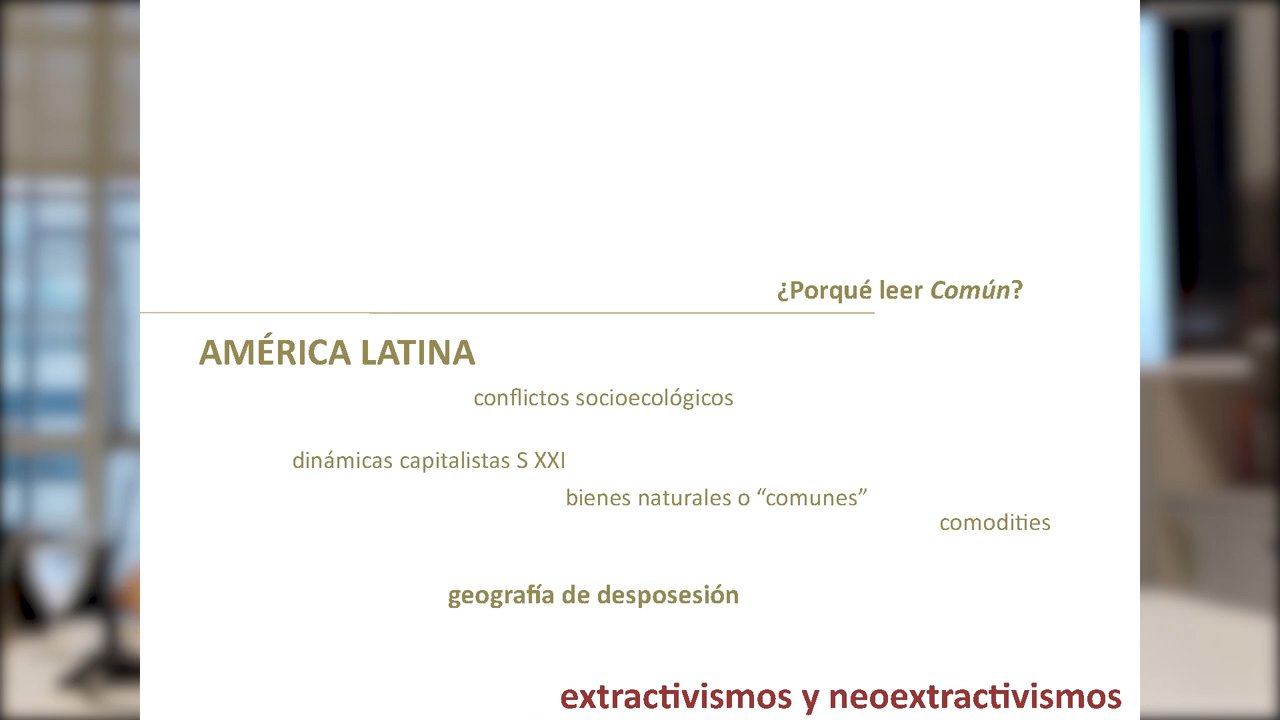 ¿Porqué leer Común?
AMÉRICA LATINA
conflictos socioecológicos
dinámicas capitalistas S XXI
bienes naturales o “comunes”
comodities
geografía de desposesión
extractivismos y neoextractivismos